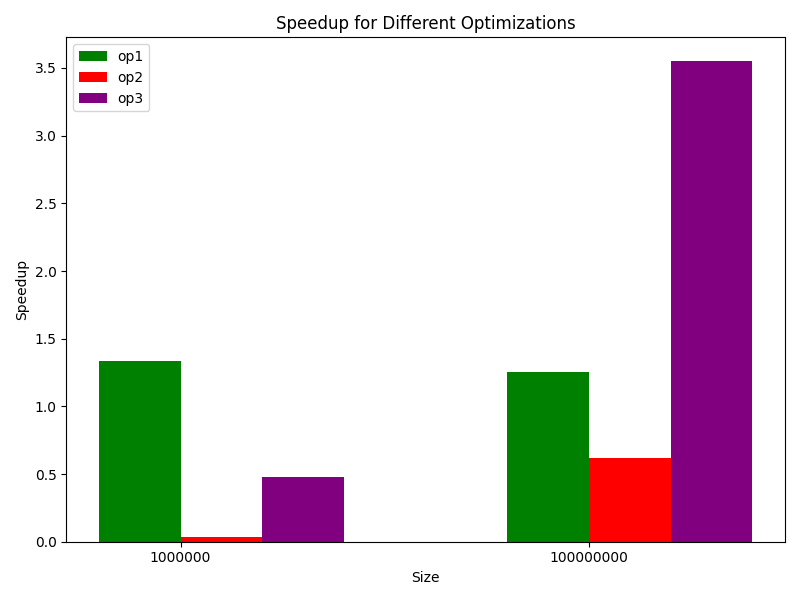 Speedup for Different Optimizations
op1
op2
op3
3.5
3.0
2.5
2.0
1.5
1.0
0.5
0.0
Speedup
1000000
100000000
Size